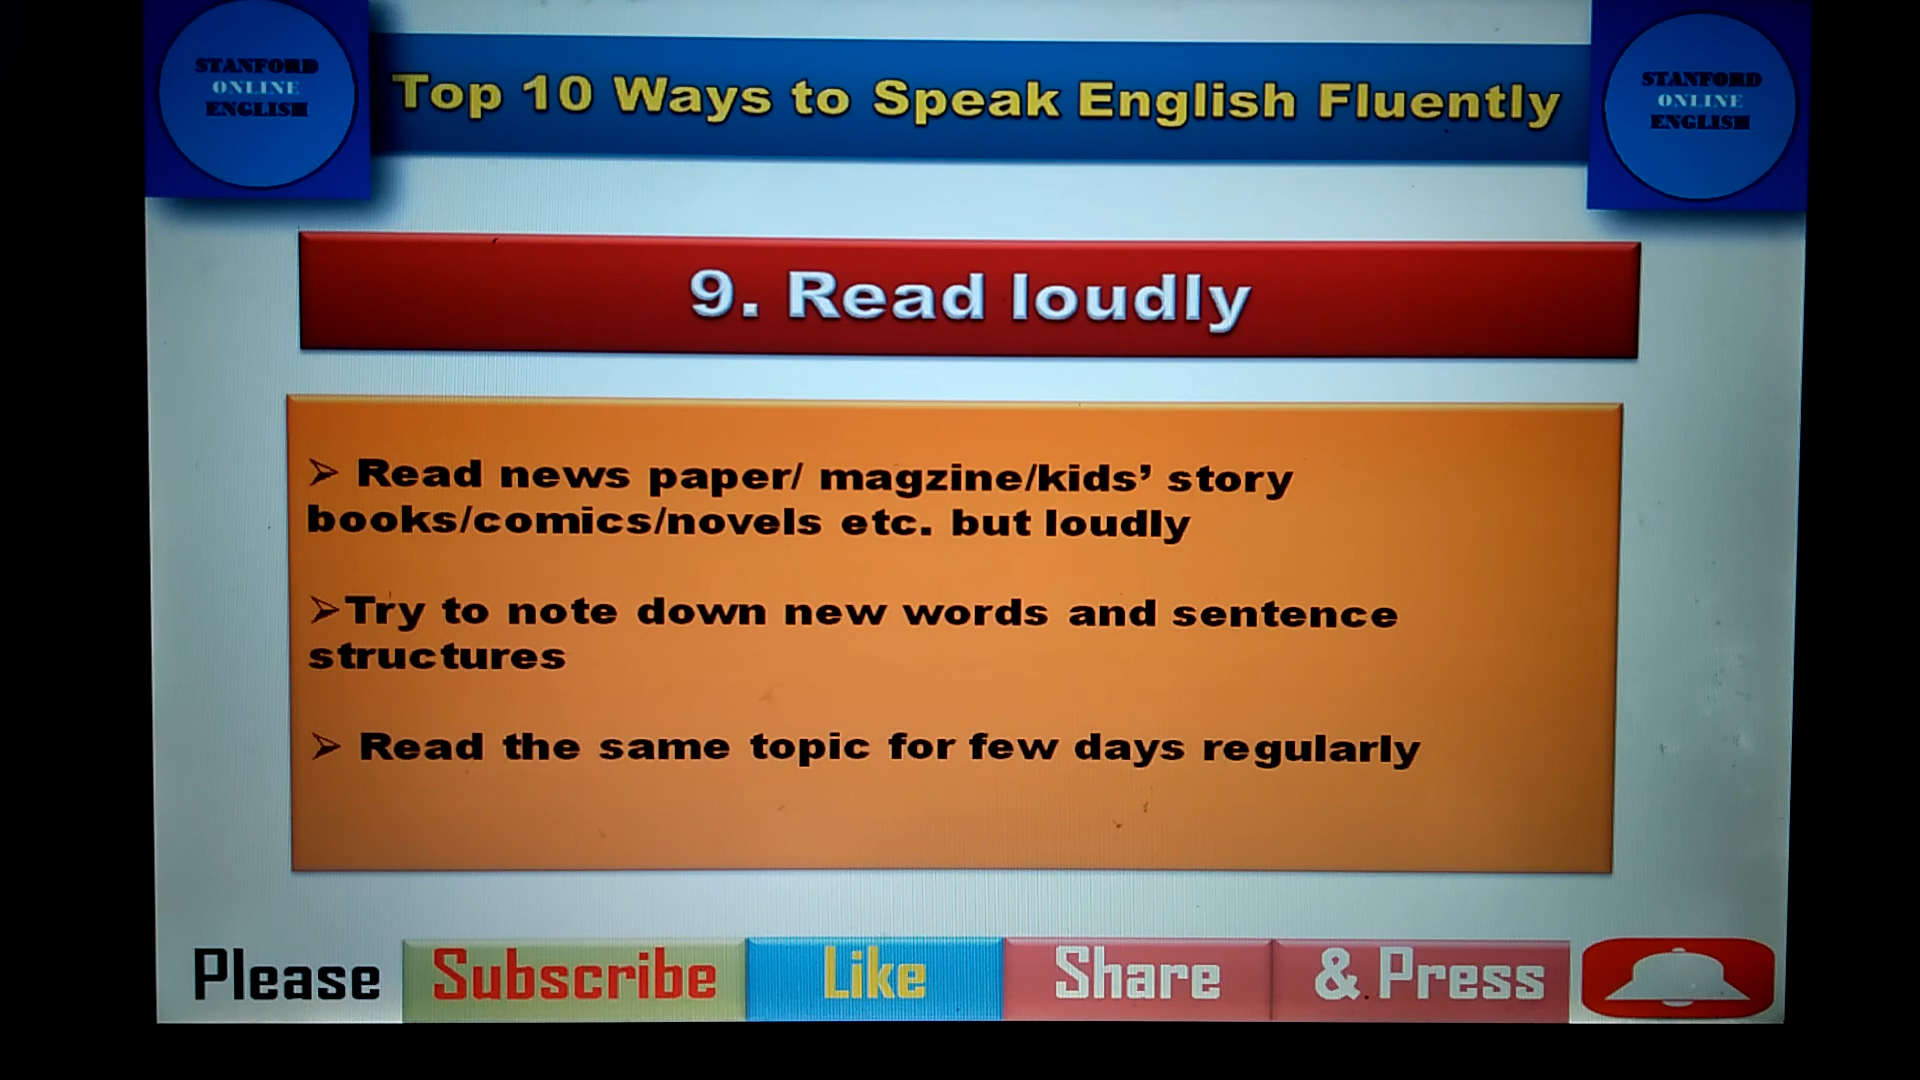 STANFORD
ONLINE
ENGLISH
Top 10 Ways to Speak English Fluently
STANFORD
ONLINE
ENGLISH
9. Read loudly
➢ Read news paper/ magzine/kids’ story
books/comics/novels etc. but loudly
➢Try to note down new words and sentence
structures
➢ Read the same topic for few days regularly
Please Subscribe Like Share & Press